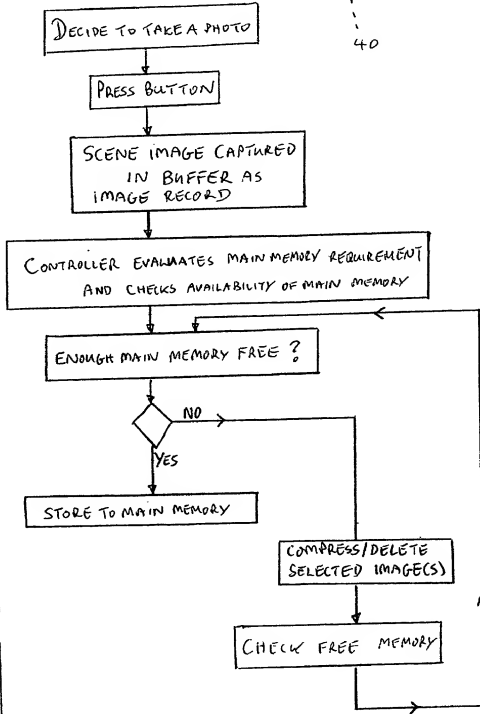 DECIDE TO TAKE A PHOTO
40
PRESS BUTTON
SCENE IMAGE CAPTURED
IN BUFFER AS
IMAGE RECORD
CONTROLLER EVALUATES MAIN MEMORY REQUIREMENT
AND CHECKS AVAILABILITY OF MAIN MEMORY
ENOUGH MAIN MEMORY FREE ?
NO
YES
STORE TO MAIN MEMORY
COMPRESS/DELETE
SELECTED IMAGE(S)
CHECK FREE MEMORY